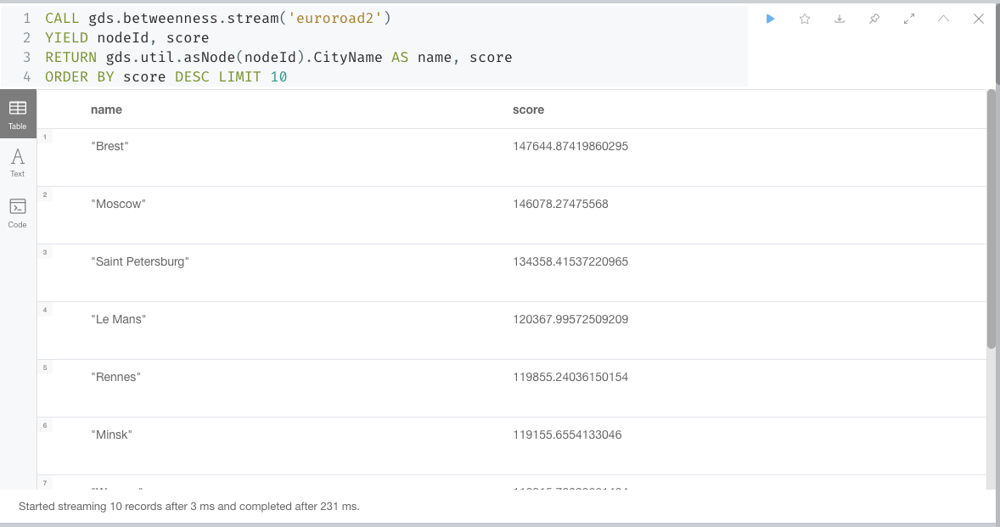 1 CALL gds.betweenness.stream('euroroad2')
2 YIELD nodeId, score
3 RETURN gds.util.asNode(nodeId).CityName AS name, score
4 ORDER BY score DESC LIMIT 10
Table
Text
Code
name score
1 "Brest" 147644.87419860295
2 "Moscow" 146078.27475568
3 "Saint Petersburg" 134358.41537220965
4 "Le Mans" 120367.99572509209
5 "Rennes" 119855.24036150154
6 "Minsk" 119155.6554133046
7
Started streaming 10 records after 3 ms and completed after 231 ms.